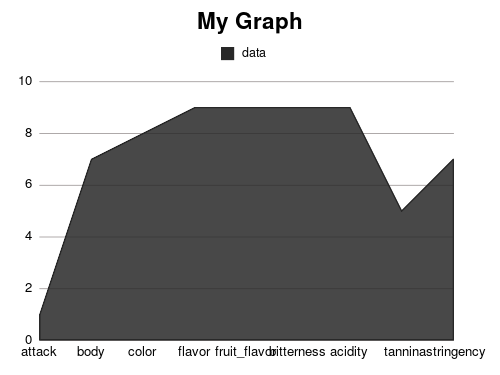 My Graph
data
10
8
6
4
2
0
attack body color flavor fruit_flavor bitterness acidity tannin astringency